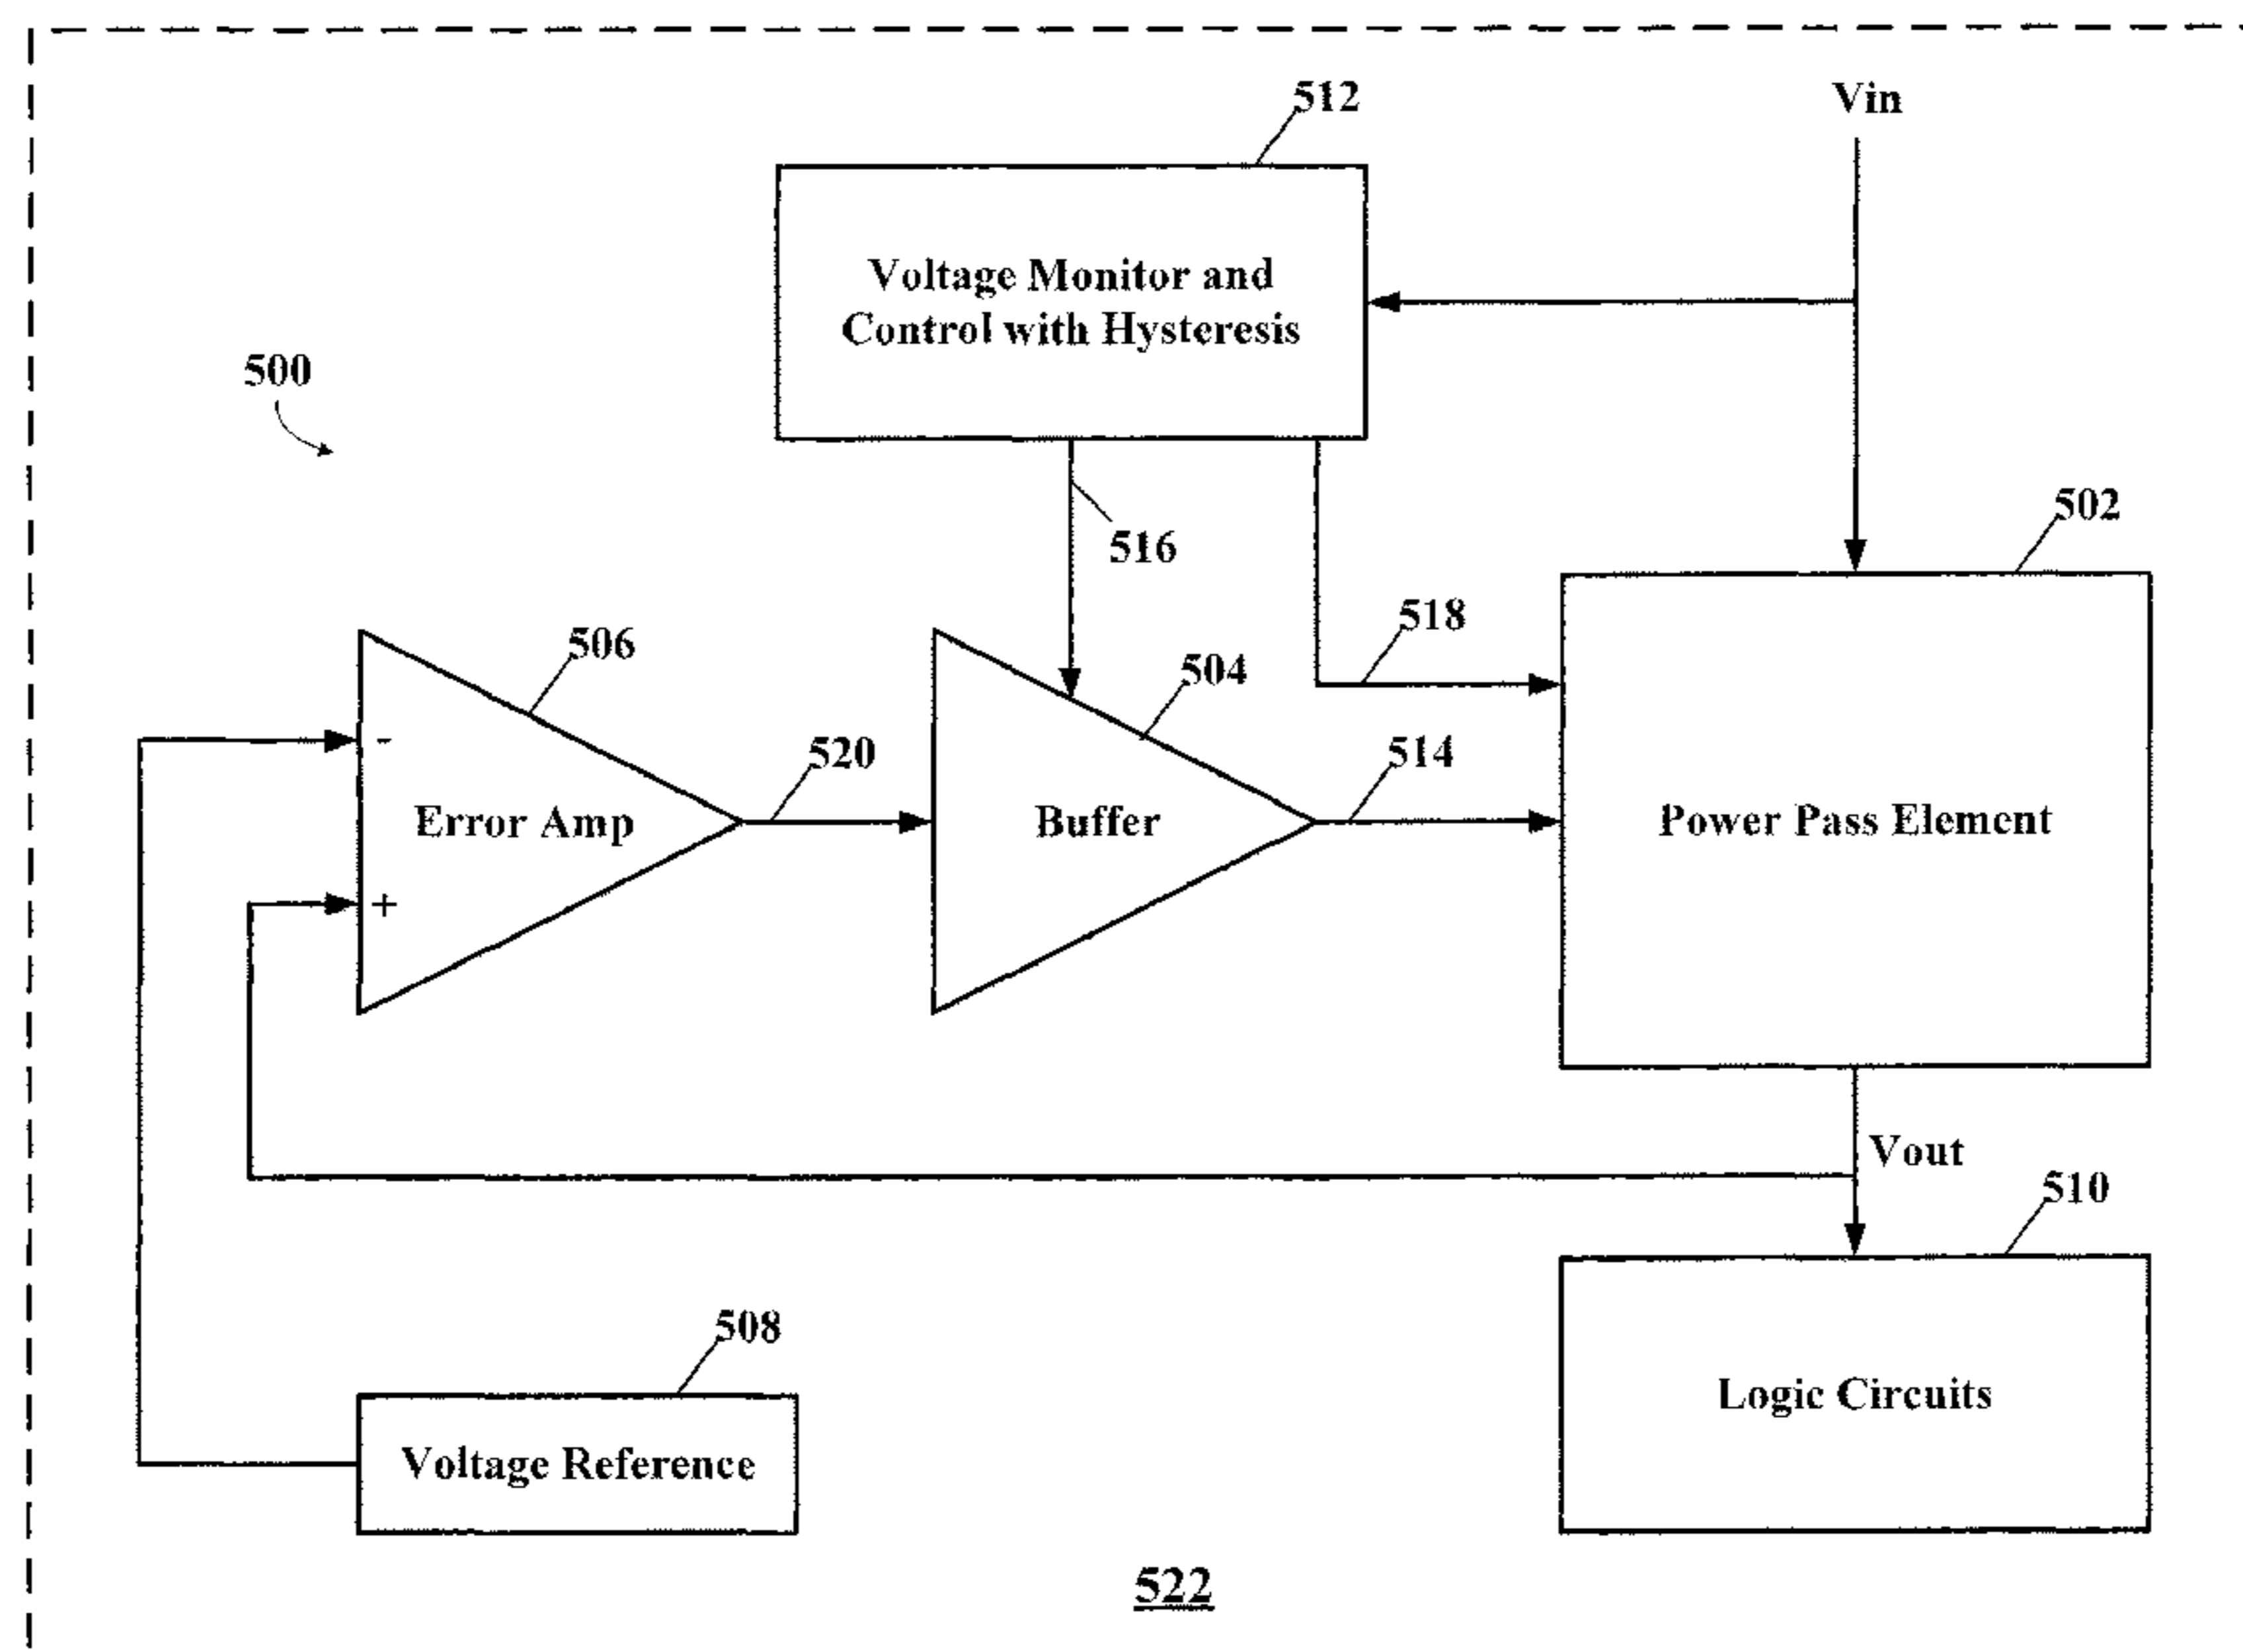 512
Vin
Voltage Monitor and
Control with Hysteresis
500
502
516
518
506
504
-
520
514
Error Amp
Buffer
Power Pass Element
+
Vout
510
508
Logic Circuits
Voltage Reference
522